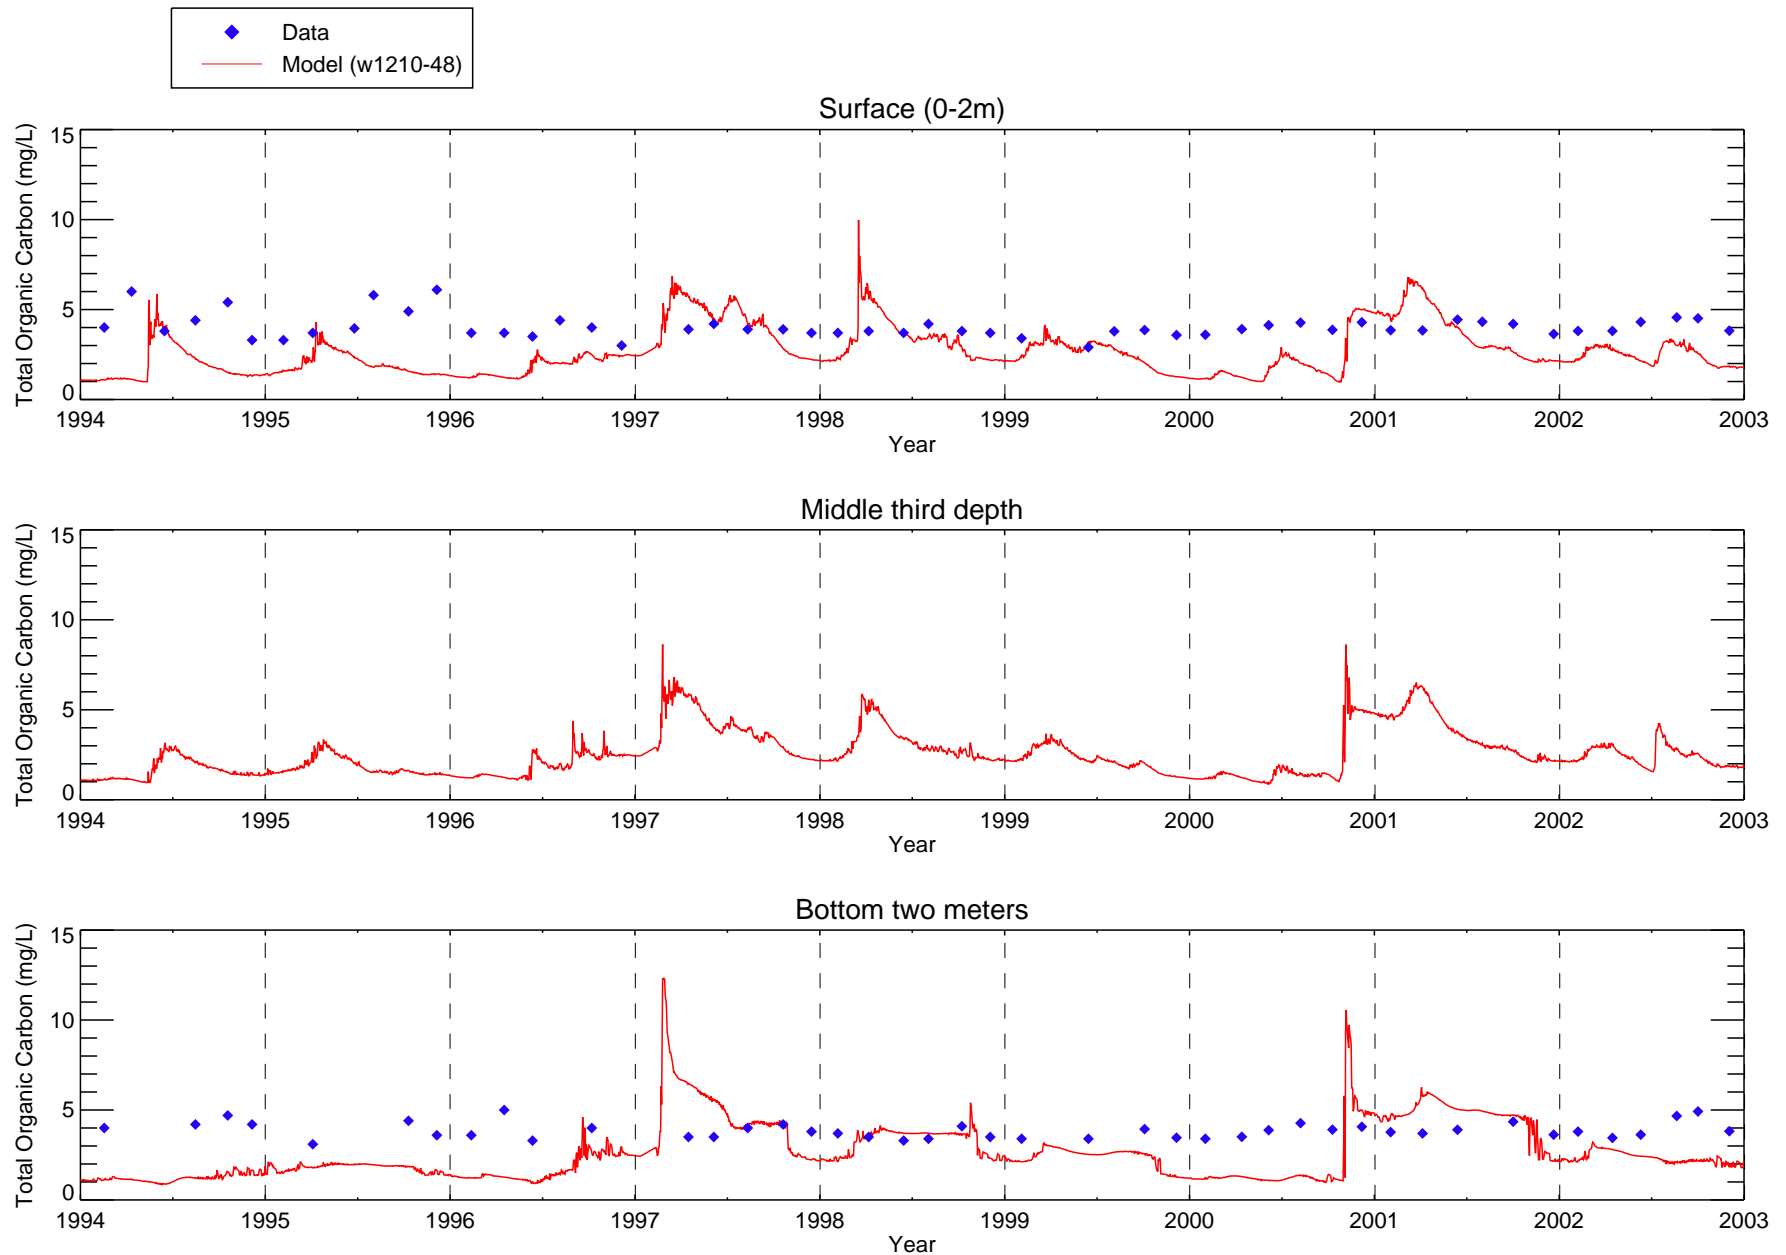 Data
Model (w1210-48)
Surface (0-2m)
Total Organic Carbon (mg/L)
15
10
5
0
1994 1995 1996 1997 1998 1999 2000 2001 2002 2003
Year
Middle third depth
Total Organic Carbon (mg/L)
15
10
5
0
1994 1995 1996 1997 1998 1999 2000 2001 2002 2003
Year
Bottom two meters
Total Organic Carbon (mg/L)
15
10
5
0
1994 1995 1996 1997 1998 1999 2000 2001 2002 2003
Year